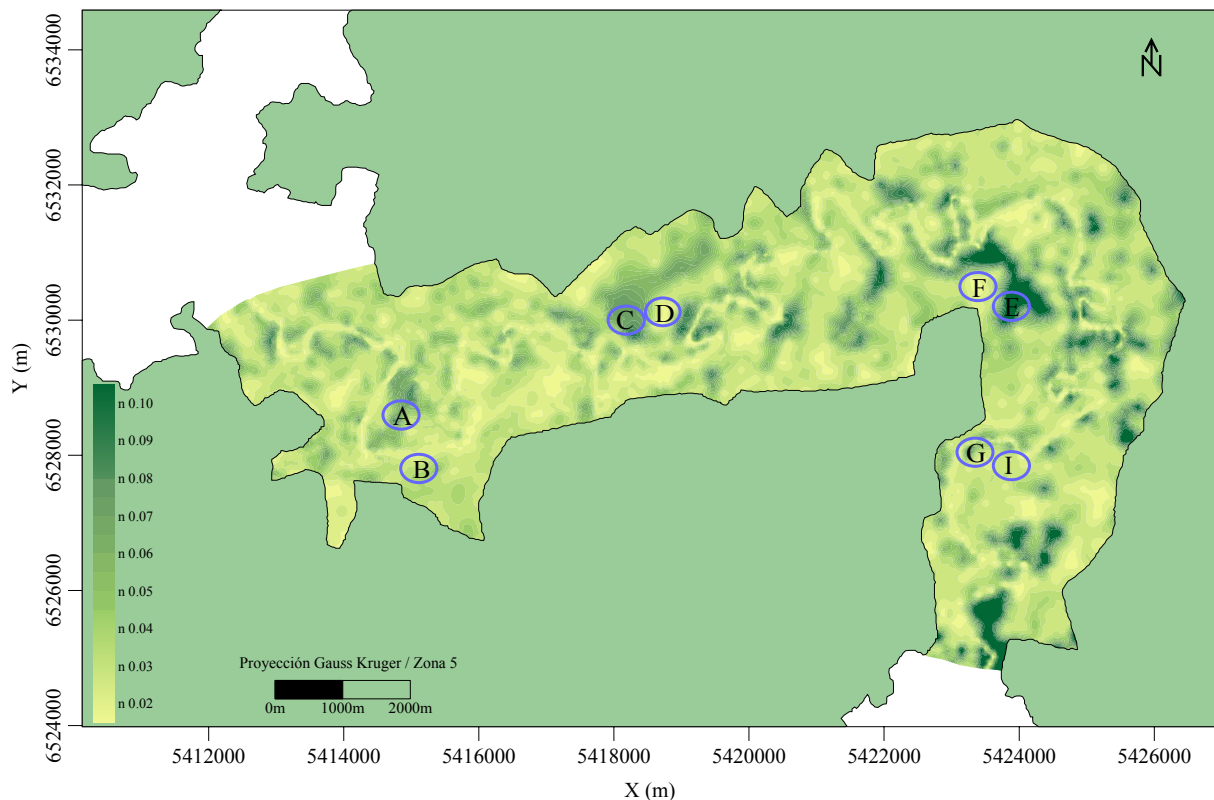 6534000
6532000
6530000
6528000
6526000
6524000
Y (m)
N
F
E
C
D
A
B
G
I
n 0.10
n 0.09
n 0.08
n 0.07
n 0.06
n 0.05
n 0.04
n 0.03
n 0.02
Proyección Gauss Kruger / Zona 5
0m 1000m 2000m
5412000 5414000 5416000 5418000 5420000 5422000 5424000 5426000
X (m)